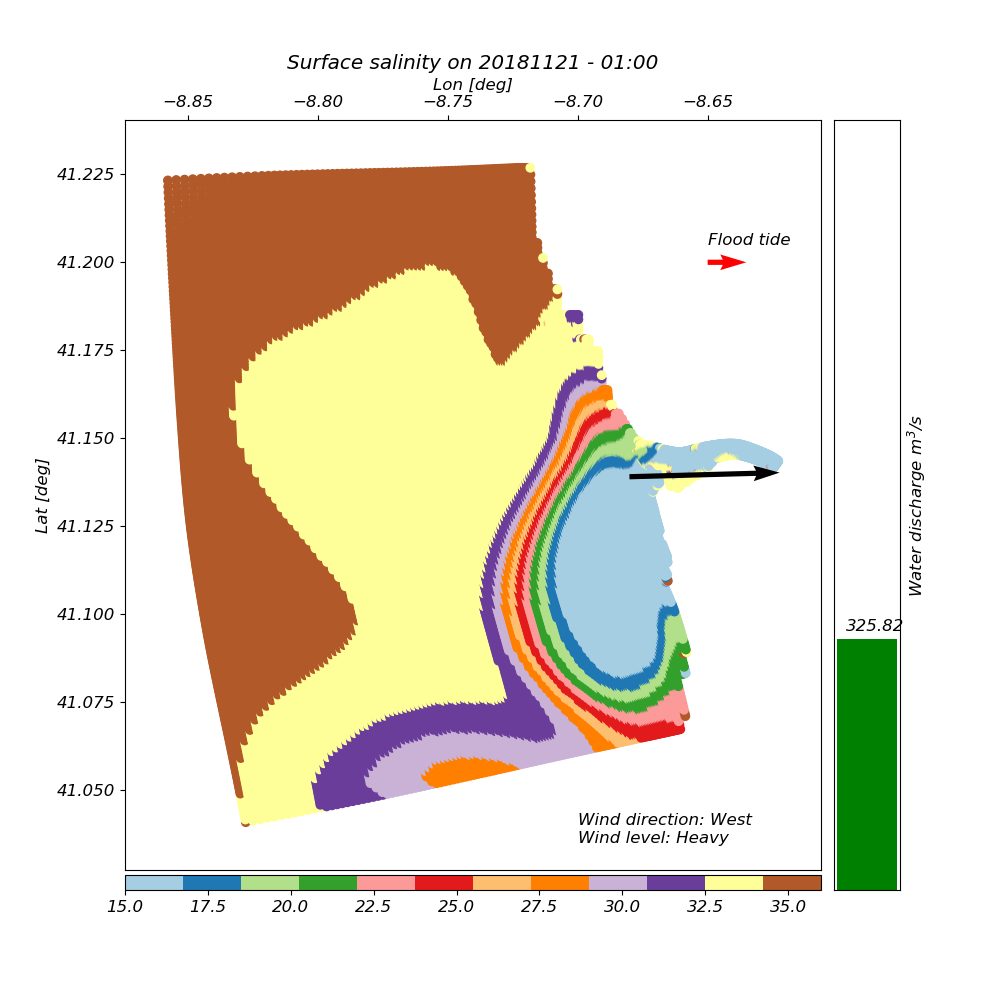 Surface salinity on 20181121 - 01:00
Lon [deg]
−8.85 −8.80 −8.75 −8.70 −8.65
41.225
41.200
41.175
41.150
41.125
41.100
41.075
41.050
Lat [deg]
Flood tide
Wind direction: West
Wind level: Heavy
15.0 17.5 20.0 22.5 25.0 27.5 30.0 32.5 35.0
325.82
Water discharge m³/s